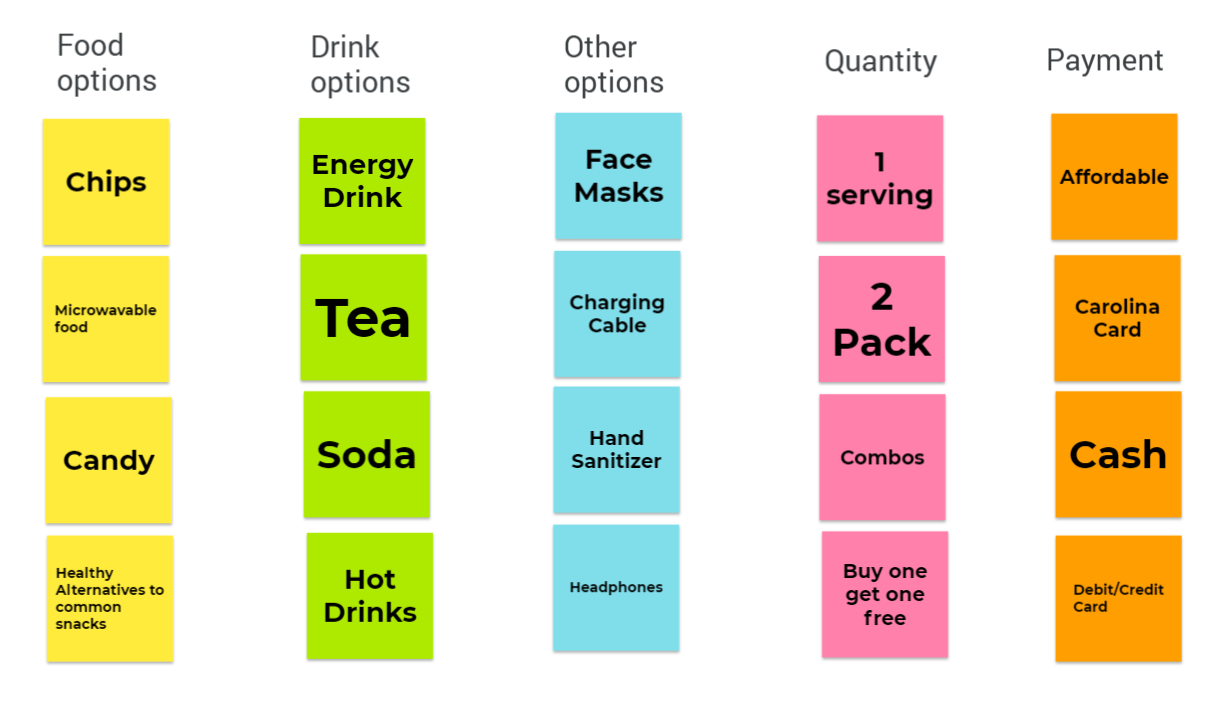 Food
options
Drink
options
Other
options
Quantity
Payment
Chips
Energy
Drink
Face
Masks
1
serving
Affordable
Microwavable
food
Tea
Charging
Cable
2
Pack
Carolina
Card
Candy
Soda
Hand
Sanitizer
Combos
Cash
Healthy
Alternatives to
common
snacks
Hot
Drinks
Headphones
Buy one
get one
free
Debit/Credit
Card